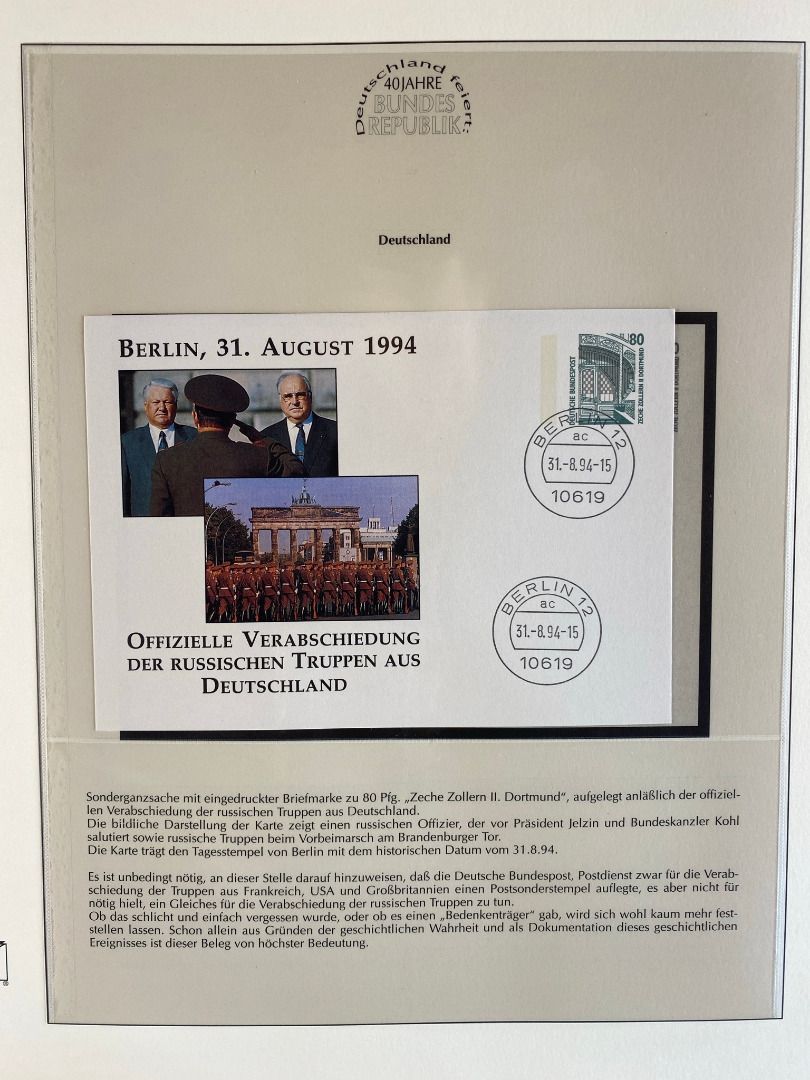 Deutschland feiert:
40 JAHRE
BUNDES
REPUBLIK
Deutschland
BERLIN, 31. AUGUST 1994
80
DEUTSCHE BUNDESPOST
ZECHE ZOLLERN II DORTMUND
BERLIN 12
ac
31.-8.94-15
10619
BERLIN 12
ac
31.-8.94-15
10619
OFFIZIELLE VERABSCHIEDUNG
DER RUSSISCHEN TRUPPEN AUS
DEUTSCHLAND
Sonderganzsache mit eingedruckter Briefmarke zu 80 Pfg. „Zeche Zollern II. Dortmund“, aufgelegt anläßlich der offiziel-
len Verabschiedung der russischen Truppen aus Deutschland.
Die bildliche Darstellung der Karte zeigt einen russischen Offizier, der vor Präsident Jelzin und Bundeskanzler Kohl
salutiert sowie russische Truppen beim Vorbeimarsch am Brandenburger Tor.
Die Karte trägt den Tagesstempel von Berlin mit dem historischen Datum vom 31.8.94.
Es ist unbedingt nötig, an dieser Stelle darauf hinzuweisen, daß die Deutsche Bundespost, Postdienst zwar für die Verab-
schiedung der Truppen aus Frankreich, USA und Großbritannien einen Postsonderstempel auflegte, es aber nicht für
nötig hielt, ein Gleiches für die Verabschiedung der russischen Truppen zu tun.
Ob das schlicht und einfach vergessen wurde, oder ob es einen „Bedenkenträger“ gab, wird sich wohl kaum mehr fest-
stellen lassen. Schon allein aus Gründen der geschichtlichen Wahrheit und als Dokumentation dieses geschichtlichen
Ereignisses ist dieser Beleg von höchster Bedeutung.
®